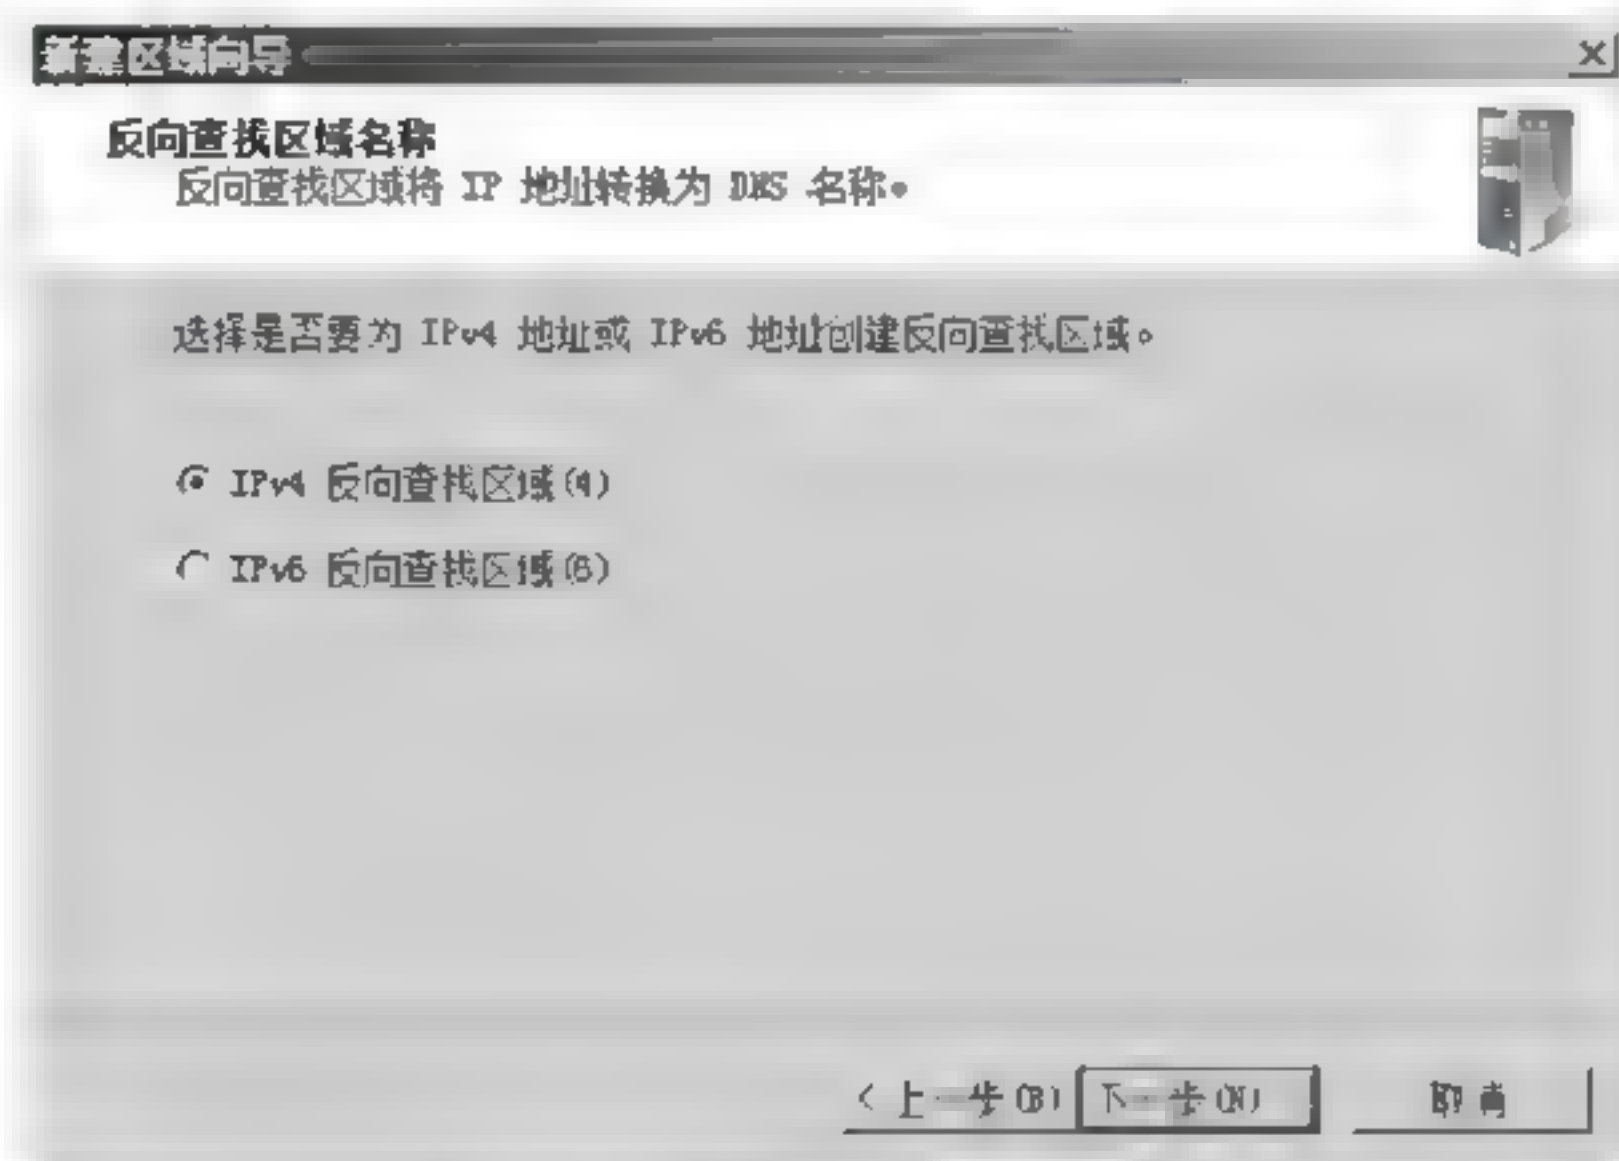 新建区域向导
反向查找区域名称
反向查找区域将 IP 地址转换为 DNS 名称。
选择是否要为 IPv4 地址或 IPv6 地址创建反向查找区域。
IPv4 反向查找区域(4)
IPv6 反向查找区域(6)
< 上一步(B) 下一步(N) 取消